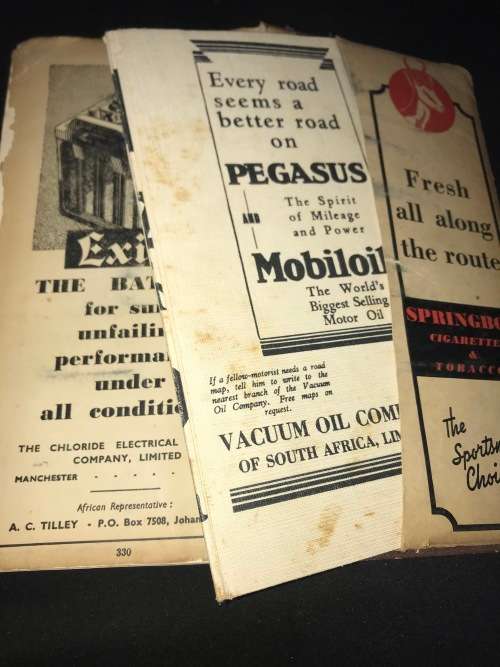 Exi
THE BAT
for su
unfailin
performa
under
all conditi
THE CHLORIDE ELECTRICAL
COMPANY, LIMITED
MANCHESTER - - - - -
African Representative :
A. C. TILLEY - P.O. Box 7508, Johan
330
Every road
seems a
better road
on
PEGASUS
The Spirit
of Mileage
and Power
AND
Mobiloil
The World's
Biggest Selling
Motor Oil
If a fellow-motorist needs a road
map, tell him to write to the
nearest branch of the Vacuum
Oil Company. Free maps on
request.
VACUUM OIL COM
OF SOUTH AFRICA, LIM
Fresh
all along
the route
SPRINGBO
CIGARETTE
&
TOBACCO
The
Sportsm
Choi